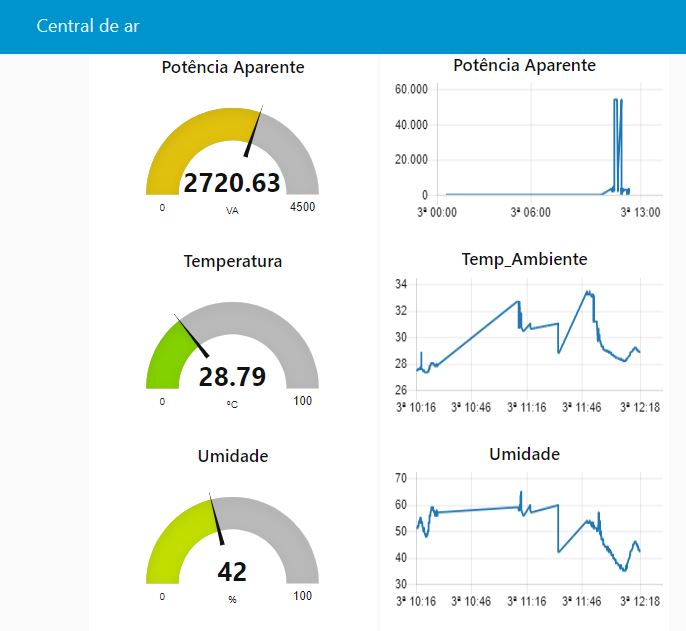 Central de ar
Potência Aparente
2720.63
0
VA
4500
Potência Aparente
60.000
40.000
20.000
0
3ª 00:00
3ª 06:00
3ª 13:00
Temperatura
28.79
0
ºC
100
Temp_Ambiente
34
32
30
28
26
3ª 10:16
3ª 10:46
3ª 11:16
3ª 11:46
3ª 12:18
Umidade
42
0
%
100
Umidade
70
60
50
40
30
3ª 10:16
3ª 10:46
3ª 11:16
3ª 11:46
3ª 12:18